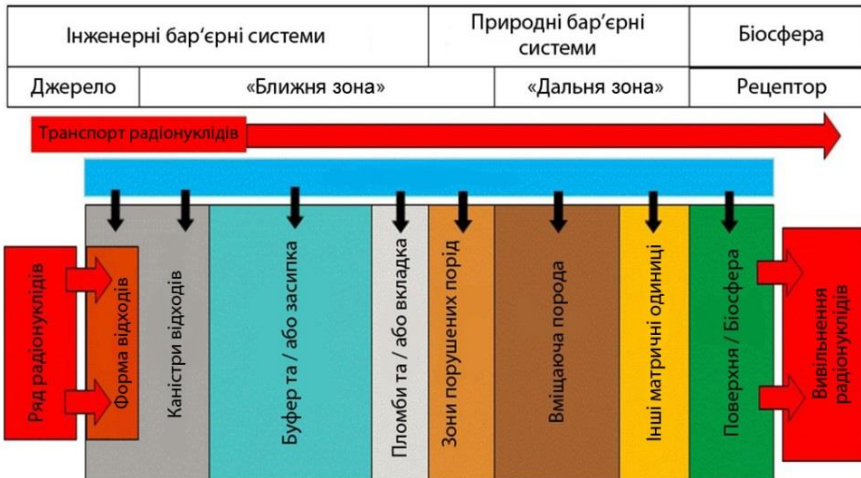 Інженерні бар‘єрні системи
Природні бар'єрні
системи
Біосфера
Джерело
«Ближня зона»
«Дальня зона»
Рецептор
Транспорт радіонуклідів
Ряд радіонуклідів
Форма відходів
Каністри відходів
Буфер та / або засипка
Пломби та / або вкладка
Зони порушених порід
Вміщаюча порода
Інші матричні одиниці
Поверхня / Біосфера
Вивільнення
радіонуклідів